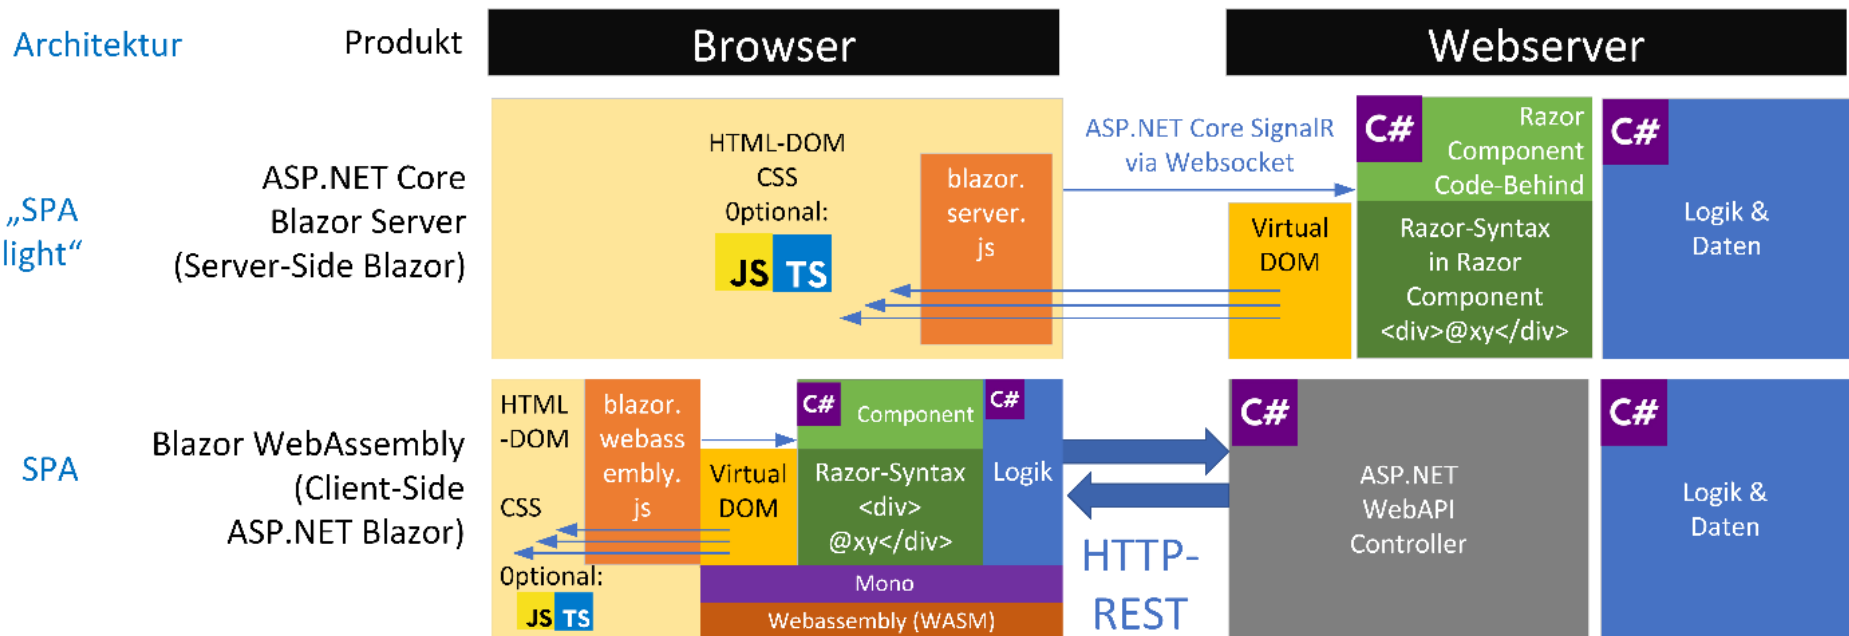 Architektur
Produkt
Browser
Webserver
„SPA
light“
ASP.NET Core
Blazor Server
(Server-Side Blazor)
HTML-DOM
CSS
Optional:
JS TS
blazor.
server.
js
ASP.NET Core SignalR
via Websocket
Virtual
DOM
C#
Razor
Component
Code-Behind
Razor-Syntax
in Razor
Component
<div>@xy</div>
C#
Logik &
Daten
SPA
Blazor WebAssembly
(Client-Side
ASP.NET Blazor)
HTML
-DOM
CSS
Optional:
JS TS
blazor.
webass
embly.
js
Virtual
DOM
C#
Component
Razor-Syntax
<div>
@xy</div>
C#
Logik
Mono
Webassembly (WASM)
HTTP-
REST
C#
ASP.NET
WebAPI
Controller
C#
Logik &
Daten